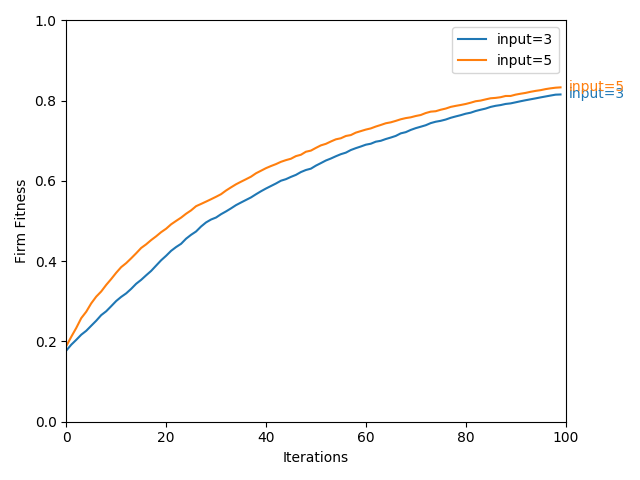 input=3
input=5
1.0
0.8
0.6
0.4
0.2
0.0
Firm Fitness
input=5
input=3
0 20 40 60 80 100
Iterations